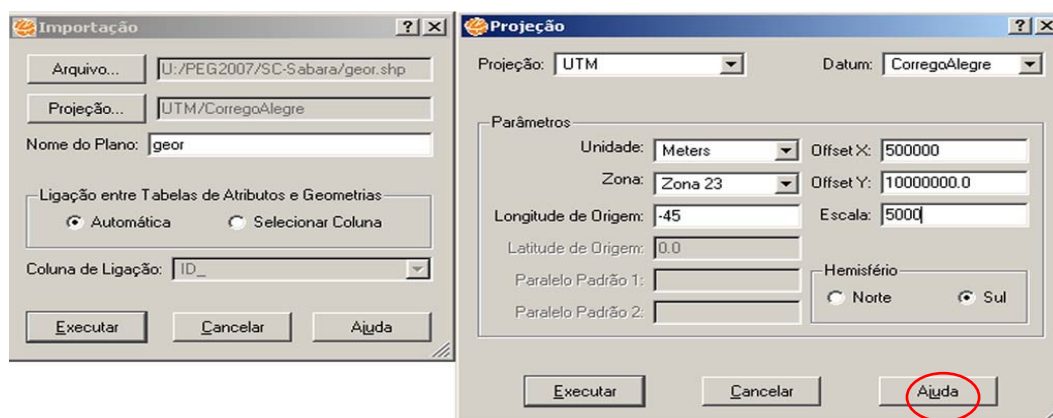 Importação
Arquivo... U:/PEG2007/SC-Sabara/geor.shp
Projeção... UTM/CorregoAlegre
Nome do Plano: geor
Ligação entre Tabelas de Atributos e Geometrias
Automática Selecionar Coluna
Coluna de Ligação: ID_
Executar Cancelar Ajuda
Projeção
Projeção: UTM Datum: CorregoAlegre
Parâmetros
Unidade: Meters Offset X: 500000
Zona: Zona 23 Offset Y: 10000000.0
Longitude de Origem: -45 Escala: 5000
Latitude de Origem: 0.0
Paralelo Padrão 1:
Paralelo Padrão 2:
Hemisfério
Norte Sul
Executar Cancelar Ajuda